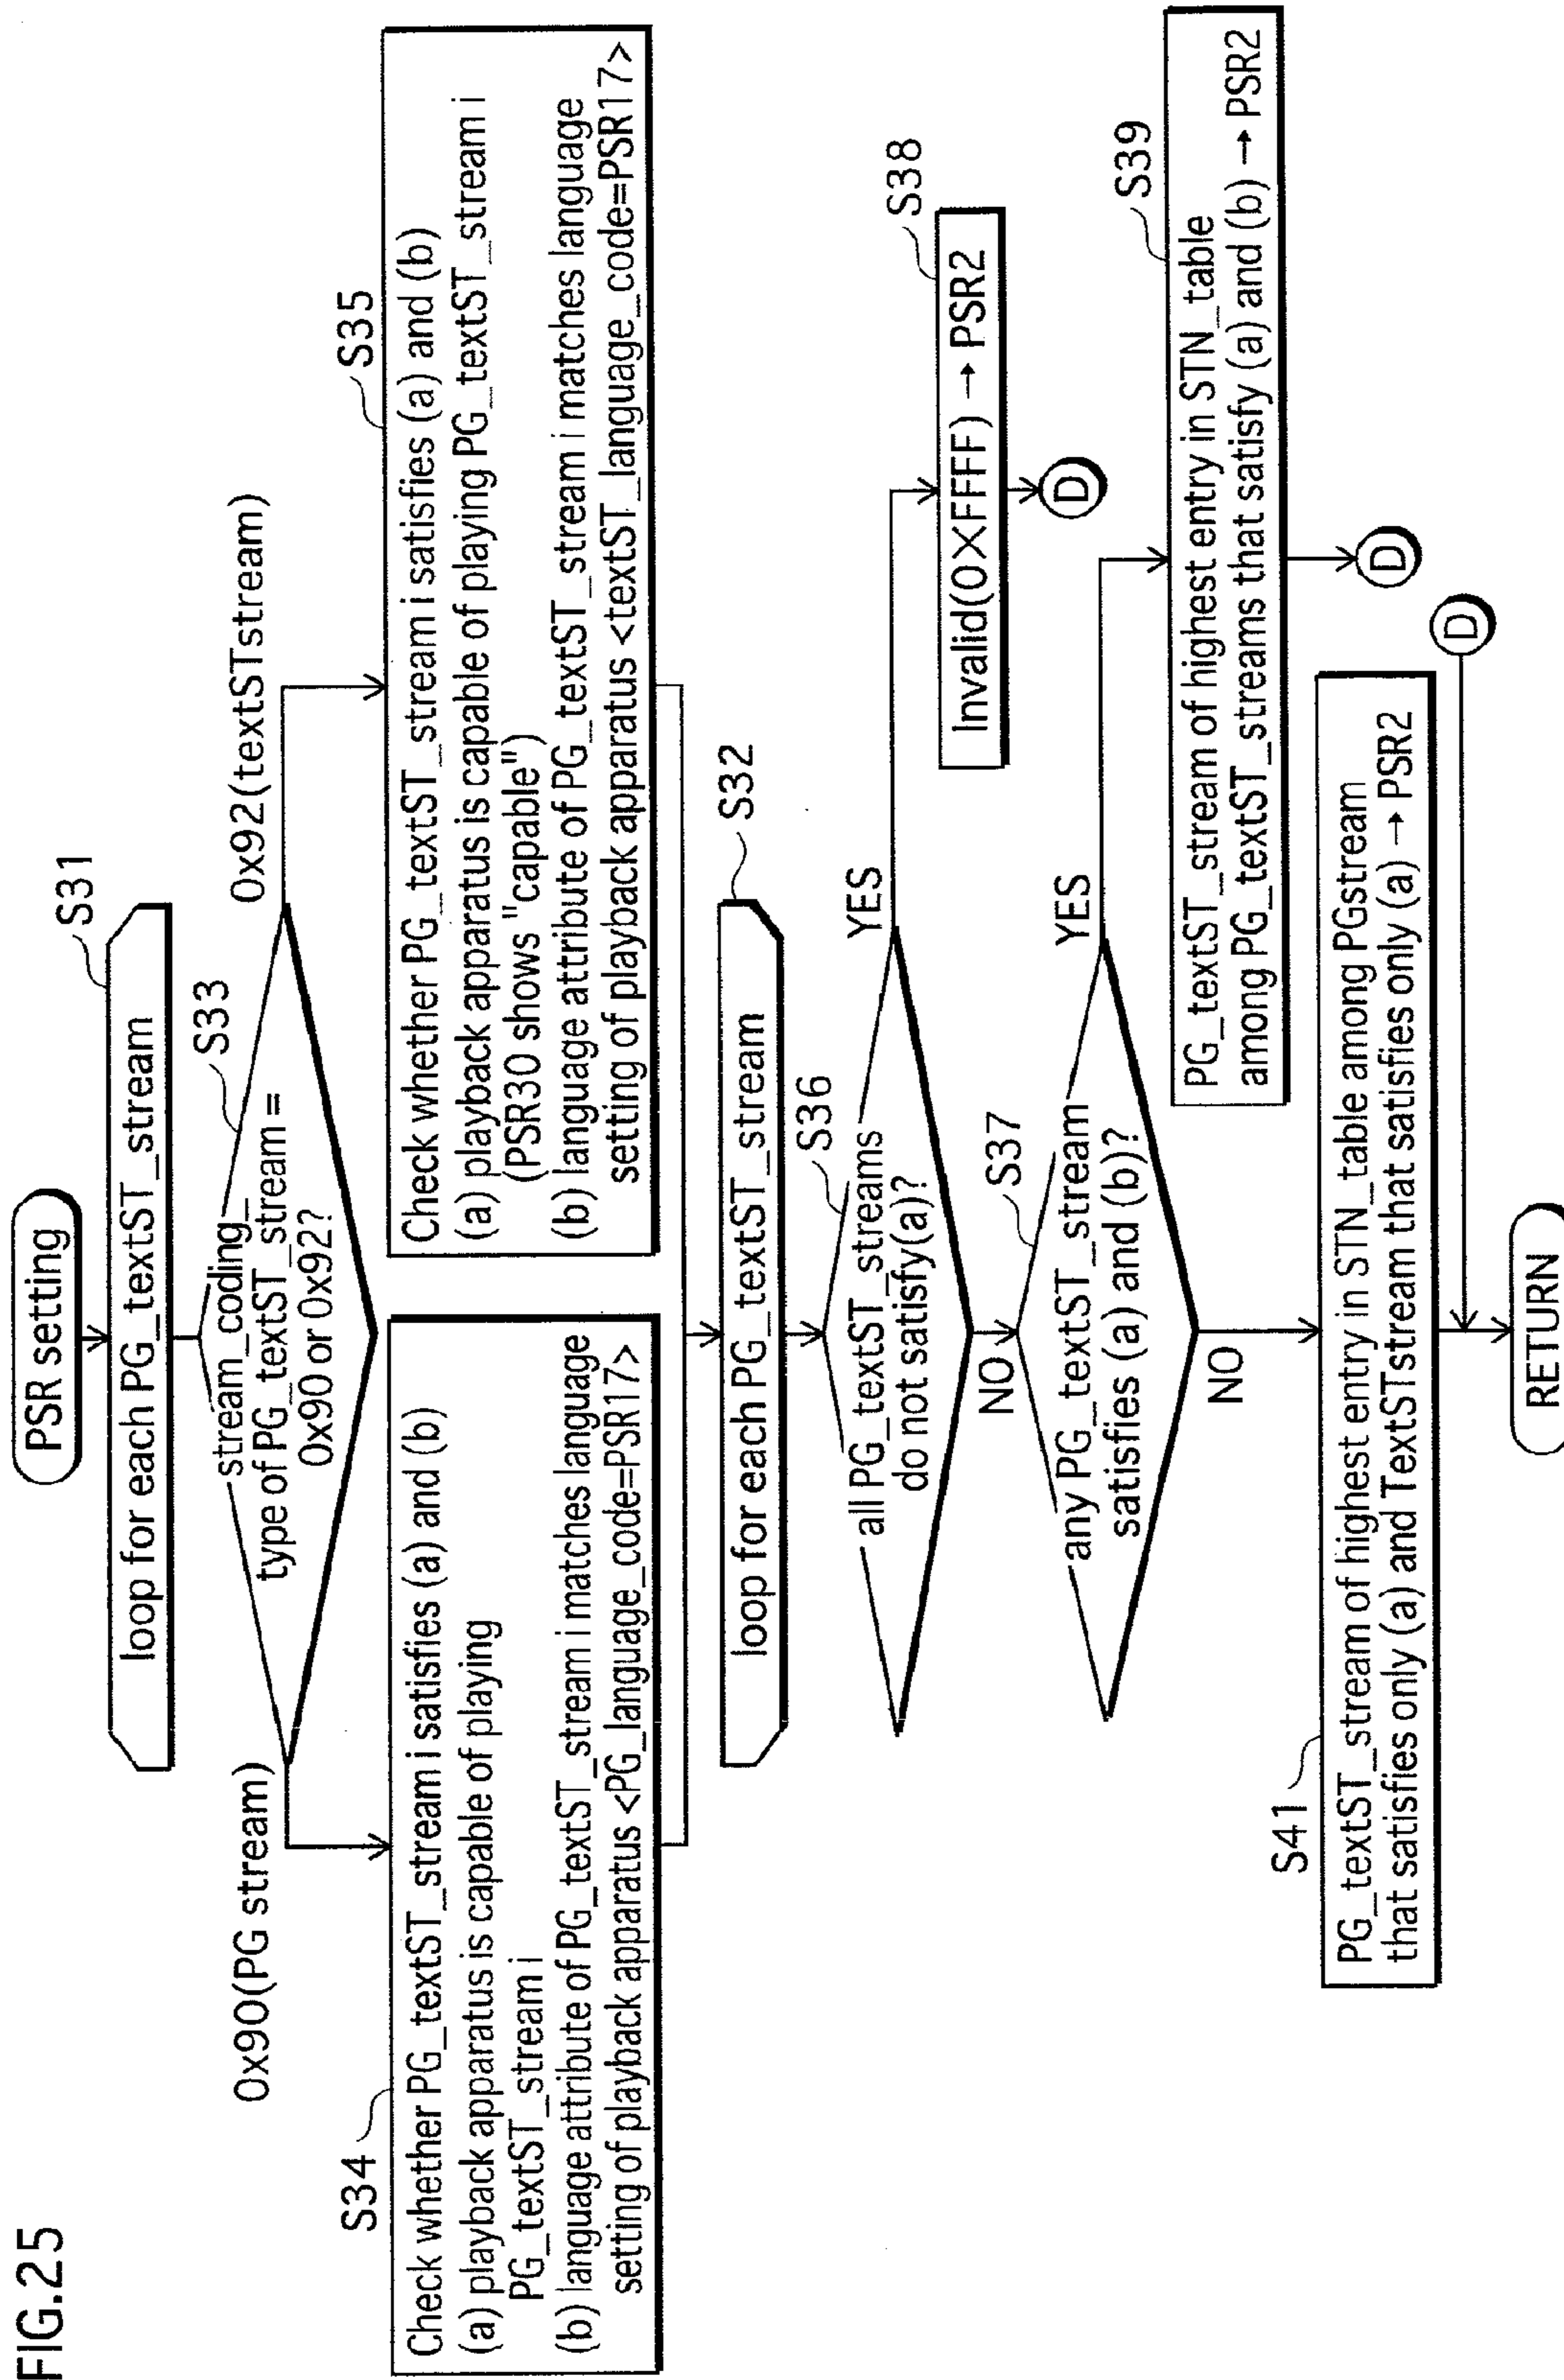 FIG.25
PSR setting
S31
loop for each PG_textST_stream
S33
stream_coding_
type of PG_textST_stream =
0x90 or 0x92?
0x90(PG stream)
0x92(textSTstream)
S34
Check whether PG_textST_stream i satisfies (a) and (b)
(a) playback apparatus is capable of playing
PG_textST_stream i
(b) language attribute of PG_textST_stream i matches language
setting of playback apparatus <PG_language_code=PSR17>
S35
Check whether PG_textST_stream i satisfies (a) and (b)
(a) playback apparatus is capable of playing PG_textST_stream i
(PSR30 shows "capable")
(b) language attribute of PG_textST_stream i matches language
setting of playback apparatus <textST_language_code=PSR17>
S32
loop for each PG_textST_stream
S36
all PG_textST_streams
do not satisfy(a)?
YES
NO
S38
Invalid(0XFFFF) → PSR2
D
S37
any PG_textST_stream
satisfies (a) and (b)?
YES
NO
S39
PG_textST_stream of highest entry in STN_table
among PG_textST_streams that satisfy (a) and (b) → PSR2
D
S41
PG_textST_stream of highest entry in STN_table among PGstream
that satisfies only (a) and TextSTstream that satisfies only (a) → PSR2
D
RETURN